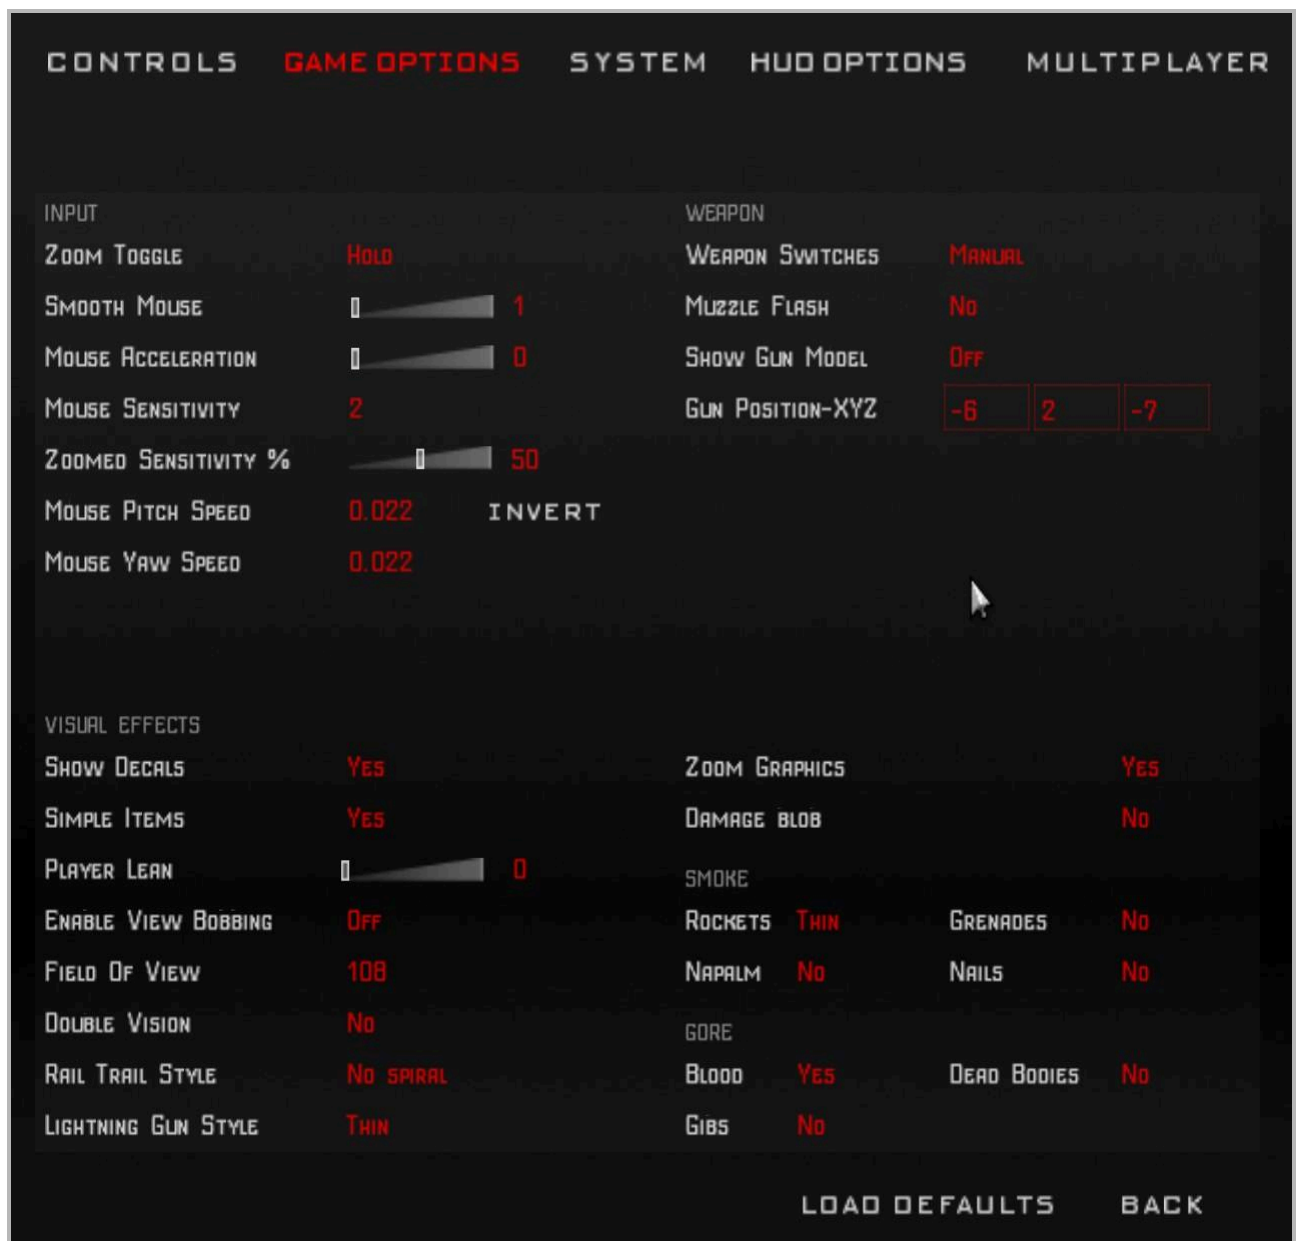 CONTROLS GAME OPTIONS SYSTEM HUD OPTIONS MULTIPLAYER
INPUT
ZOOM TOGGLE HOLD
SMOOTH MOUSE 1
MOUSE ACCELERATION 0
MOUSE SENSITIVITY 2
ZOOMED SENSITIVITY % 50
MOUSE PITCH SPEED 0.022 INVERT
MOUSE YAW SPEED 0.022
WEAPON
WEAPON SWITCHES MANUAL
MUZZLE FLASH NO
SHOW GUN MODEL OFF
GUN POSITION-XYZ -6 2 -7
VISUAL EFFECTS
SHOW DECALS YES
SIMPLE ITEMS YES
PLAYER LEAN 0
ENABLE VIEW BOBBING OFF
FIELD OF VIEW 108
DOUBLE VISION NO
RAIL TRAIL STYLE NO SPIRAL
LIGHTNING GUN STYLE THIN
ZOOM GRAPHICS YES
DAMAGE BLOB NO
SMOKE
ROCKETS THIN GRENADES NO
NAPALM NO NAILS NO
GORE
BLOOD YES DEAD BODIES NO
GIBS NO
LOAD DEFAULTS BACK